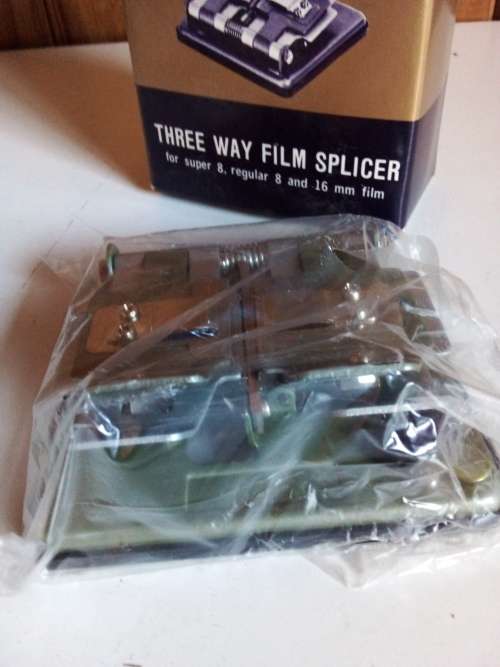 THREE WAY FILM SPLICER
for super 8, regular 8 and 16 mm film